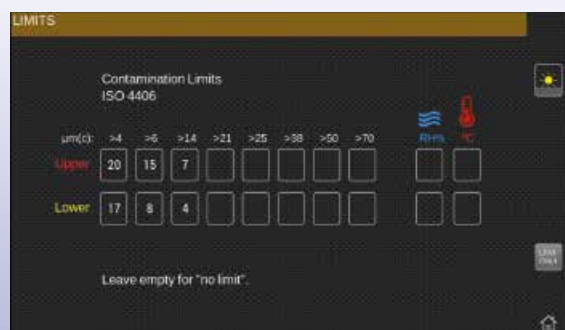 LIMITS
Contamination Limits
ISO 4406
μm(c): >4 >6 >14 >21 >25 >38 >50 >70 RH% °C
Upper 20 15 7
Lower 17 8 4
Leave empty for "no limit".